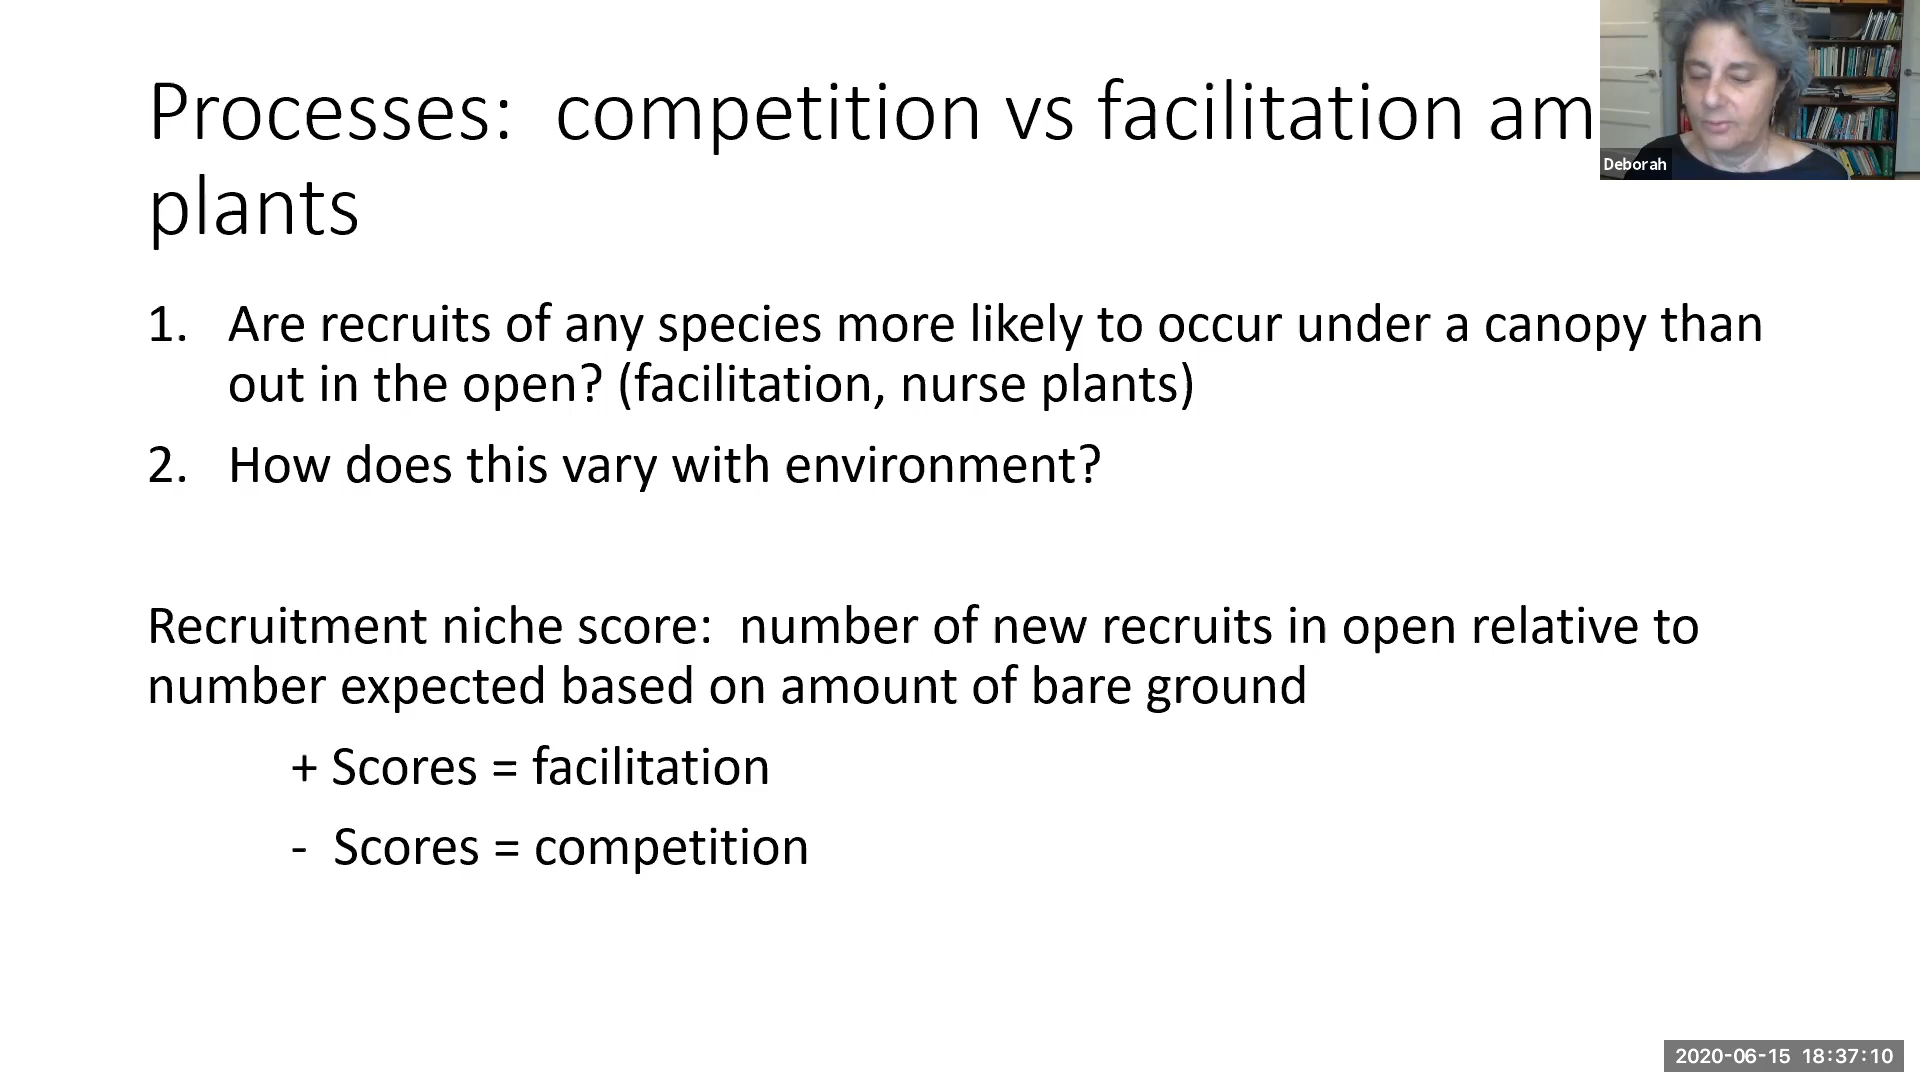 Processes:  competition vs facilitation am
plants
Deborah
1. Are recruits of any species more likely to occur under a canopy than
out in the open? (facilitation, nurse plants)
2. How does this vary with environment?
Recruitment niche score:  number of new recruits in open relative to
number expected based on amount of bare ground
+ Scores = facilitation
-  Scores = competition
2020-06-15  18:37:10